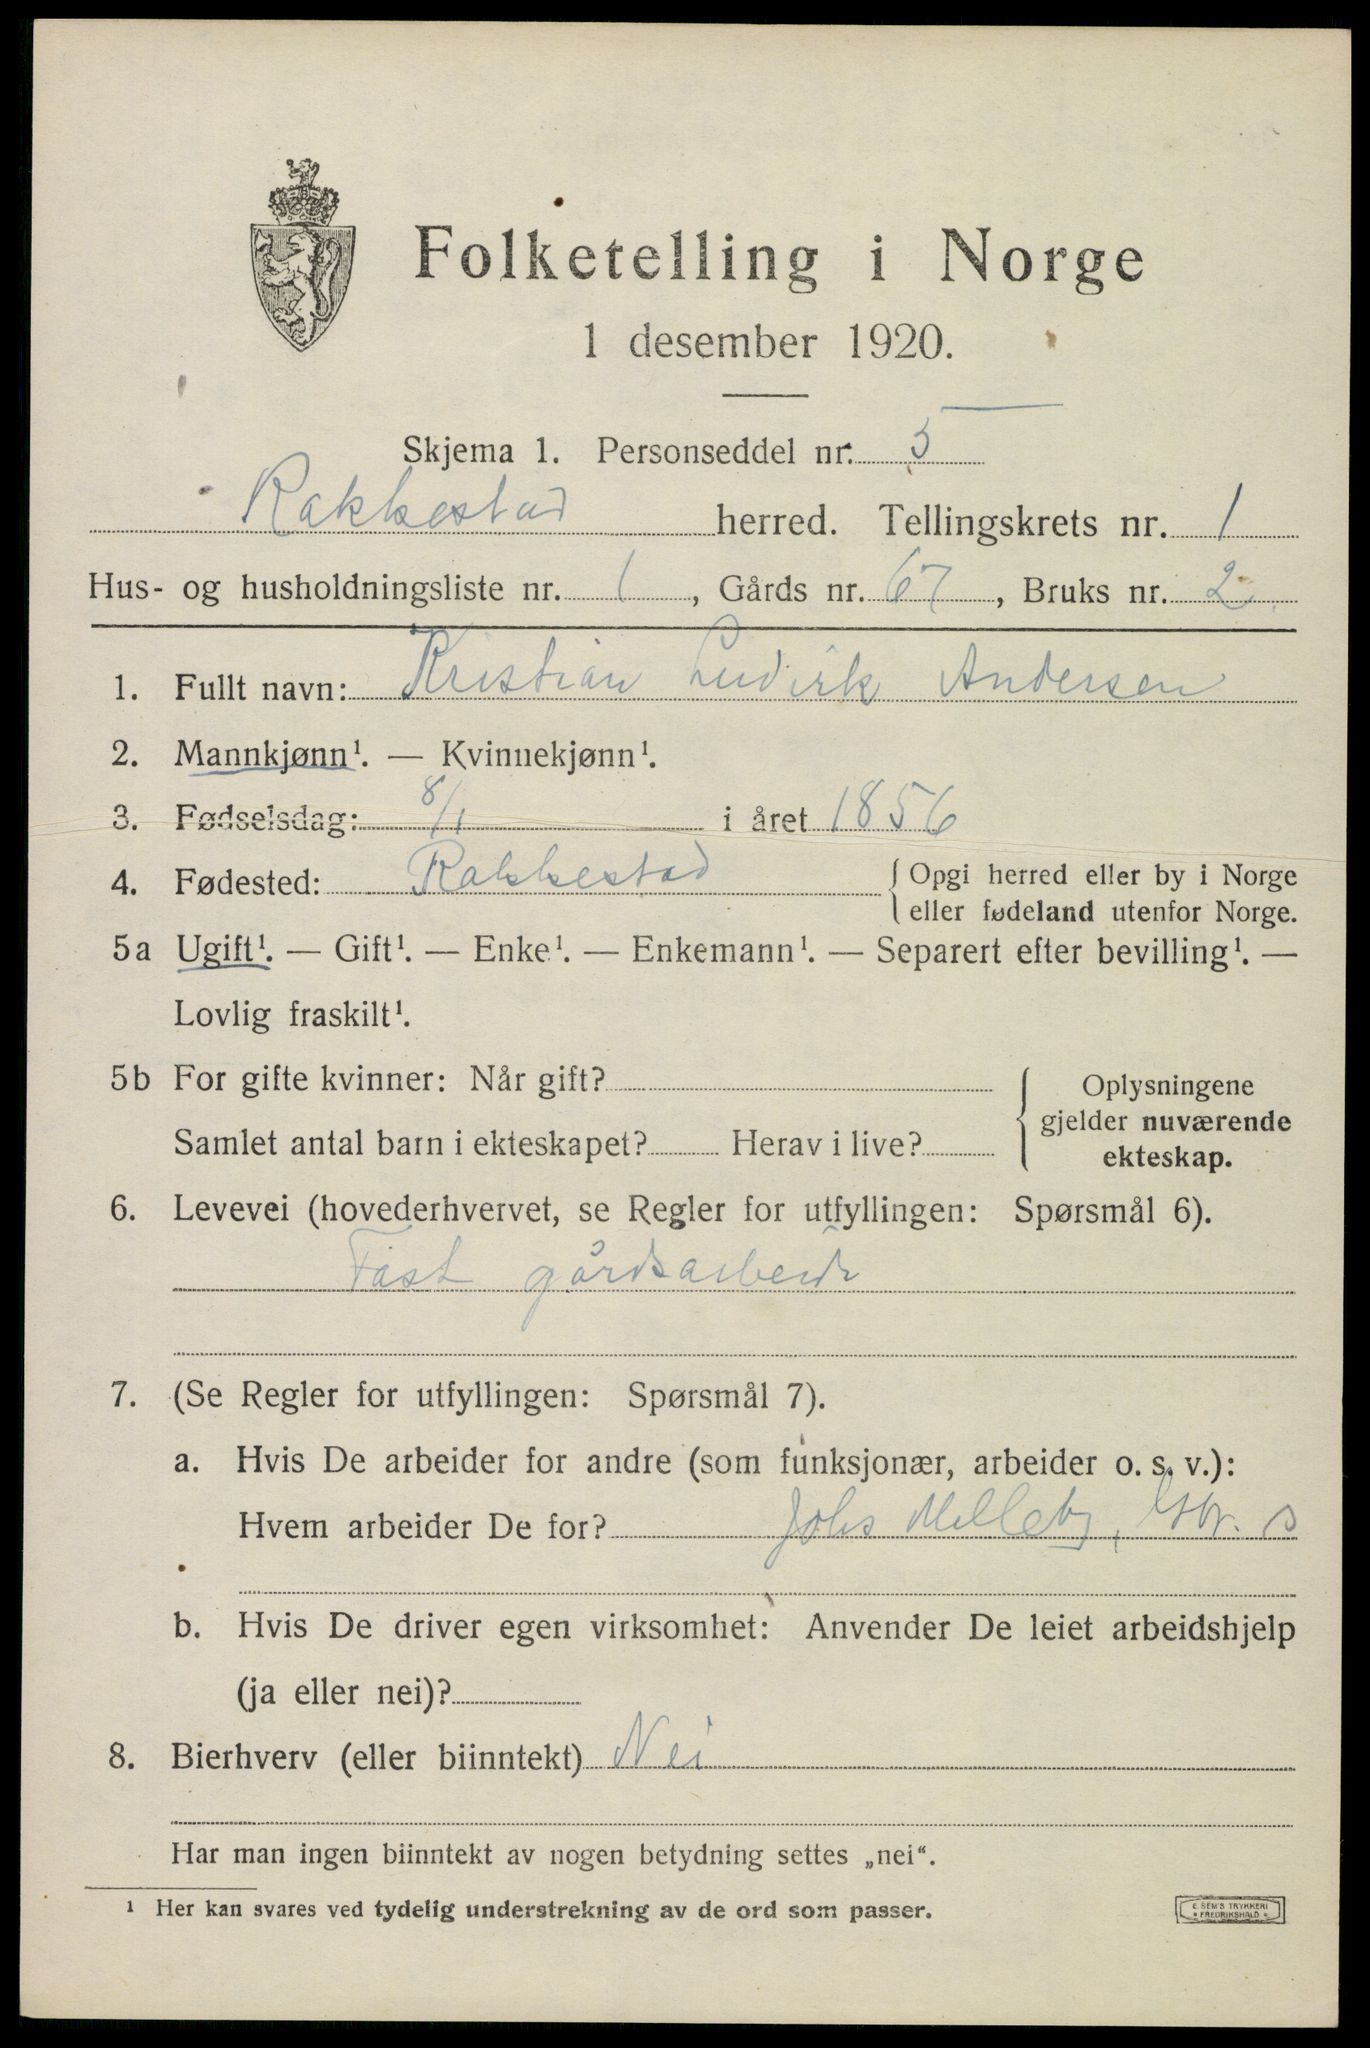 Folketelling i Norge
1 desember 1920.
Skjema 1. Personseddel nr. 5
Rakkestad herred. Tellingskrets nr. 1
Hus- og husholdningsliste nr. 1, Gårds nr. 67, Bruks nr. 2
1. Fullt navn: Kristian Ludvik Andersen
2. Mannkjønn¹. — Kvinnekjønn¹.
3. Fødselsdag: 8/1 i året 1856
4. Fødested: Rakkestad { Opgi herred eller by i Norge
eller fødeland utenfor Norge.
5a Ugift¹. — Gift¹. — Enke¹. — Enkemann¹. — Separert efter bevilling¹. —
Lovlig fraskilt¹.
5b For gifte kvinner: Når gift? { Oplysningene
gjelder nuværende
Samlet antal barn i ekteskapet? Herav i live?
ekteskap.
6. Levevei (hovederhvervet, se Regler for utfyllingen: Spørsmål 6).
Fast gårdsarbeide
7. (Se Regler for utfyllingen: Spørsmål 7).
a. Hvis De arbeider for andre (som funksjonær, arbeider o. s. v.):
Hvem arbeider De for? Johs Milleby,
b. Hvis De driver egen virksomhet: Anvender De leiet arbeidshjelp
(ja eller nei)?
8. Bierhverv (eller biinntekt) Nei
Har man ingen biinntekt av nogen betydning settes „nei“.
¹ Her kan svares ved tydelig understrekning av de ord som passer.
E. SEM'S TRYKKERI
FREDRIKSHALD